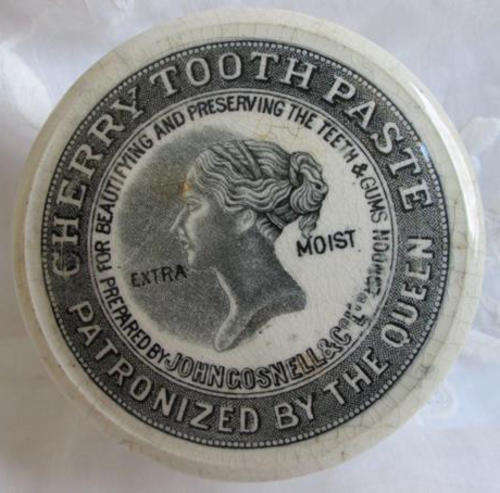 CHERRY TOOTH PASTE
PATRONIZED BY THE QUEEN
FOR BEAUTIFYING AND PRESERVING THE TEETH & GUMS
PREPARED BY JOHN GOSNELL & Co. LONDON
EXTRA
MOIST